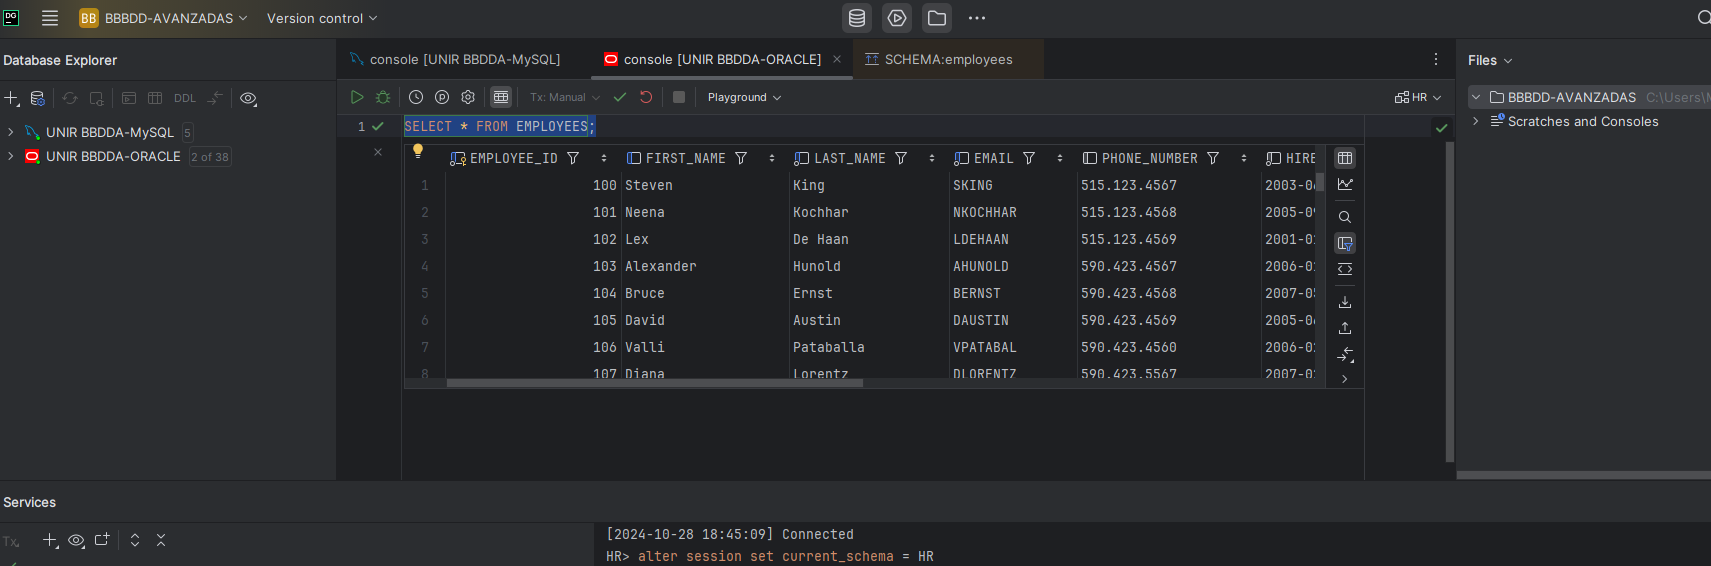 DG BB BBBDD-AVANZADAS Version control
Database Explorer
console [UNIR BBDDA-MySQL] console [UNIR BBDDA-ORACLE] SCHEMA:employees
Files
DDL
Tx: Manual Playground HR
BBBDD-AVANZADAS C:\Users\
Scratches and Consoles
UNIR BBDDA-MySQL 5
UNIR BBDDA-ORACLE 2 of 38
1 SELECT * FROM EMPLOYEES;
EMPLOYEE_ID FIRST_NAME LAST_NAME EMAIL PHONE_NUMBER HIRE
1 100 Steven King SKING 515.123.4567 2003-0
2 101 Neena Kochhar NKOCHHAR 515.123.4568 2005-09
3 102 Lex De Haan LDEHAAN 515.123.4569 2001-0
4 103 Alexander Hunold AHUNOLD 590.423.4567 2006-0
5 104 Bruce Ernst BERNST 590.423.4568 2007-0
6 105 David Austin DAUSTIN 590.423.4569 2005-0
7 106 Valli Pataballa VPATABAL 590.423.4560 2006-0
8 107 Diana Lorentz DLORENTZ 590.423.5567 2007-0
Services
Tx
[2024-10-28 18:45:09] Connected
HR> alter session set current_schema = HR